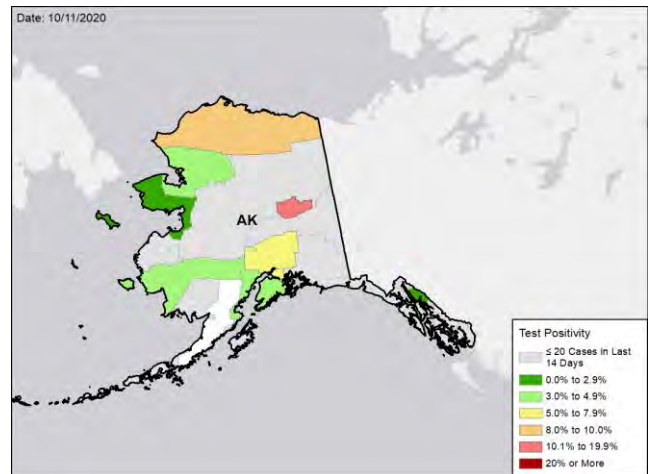 Date: 10/11/2020
AK
Test Positivity
≤ 20 Cases in Last
14 Days
0.0% to 2.9%
3.0% to 4.9%
5.0% to 7.9%
8.0% to 10.0%
10.1% to 19.9%
20% or More